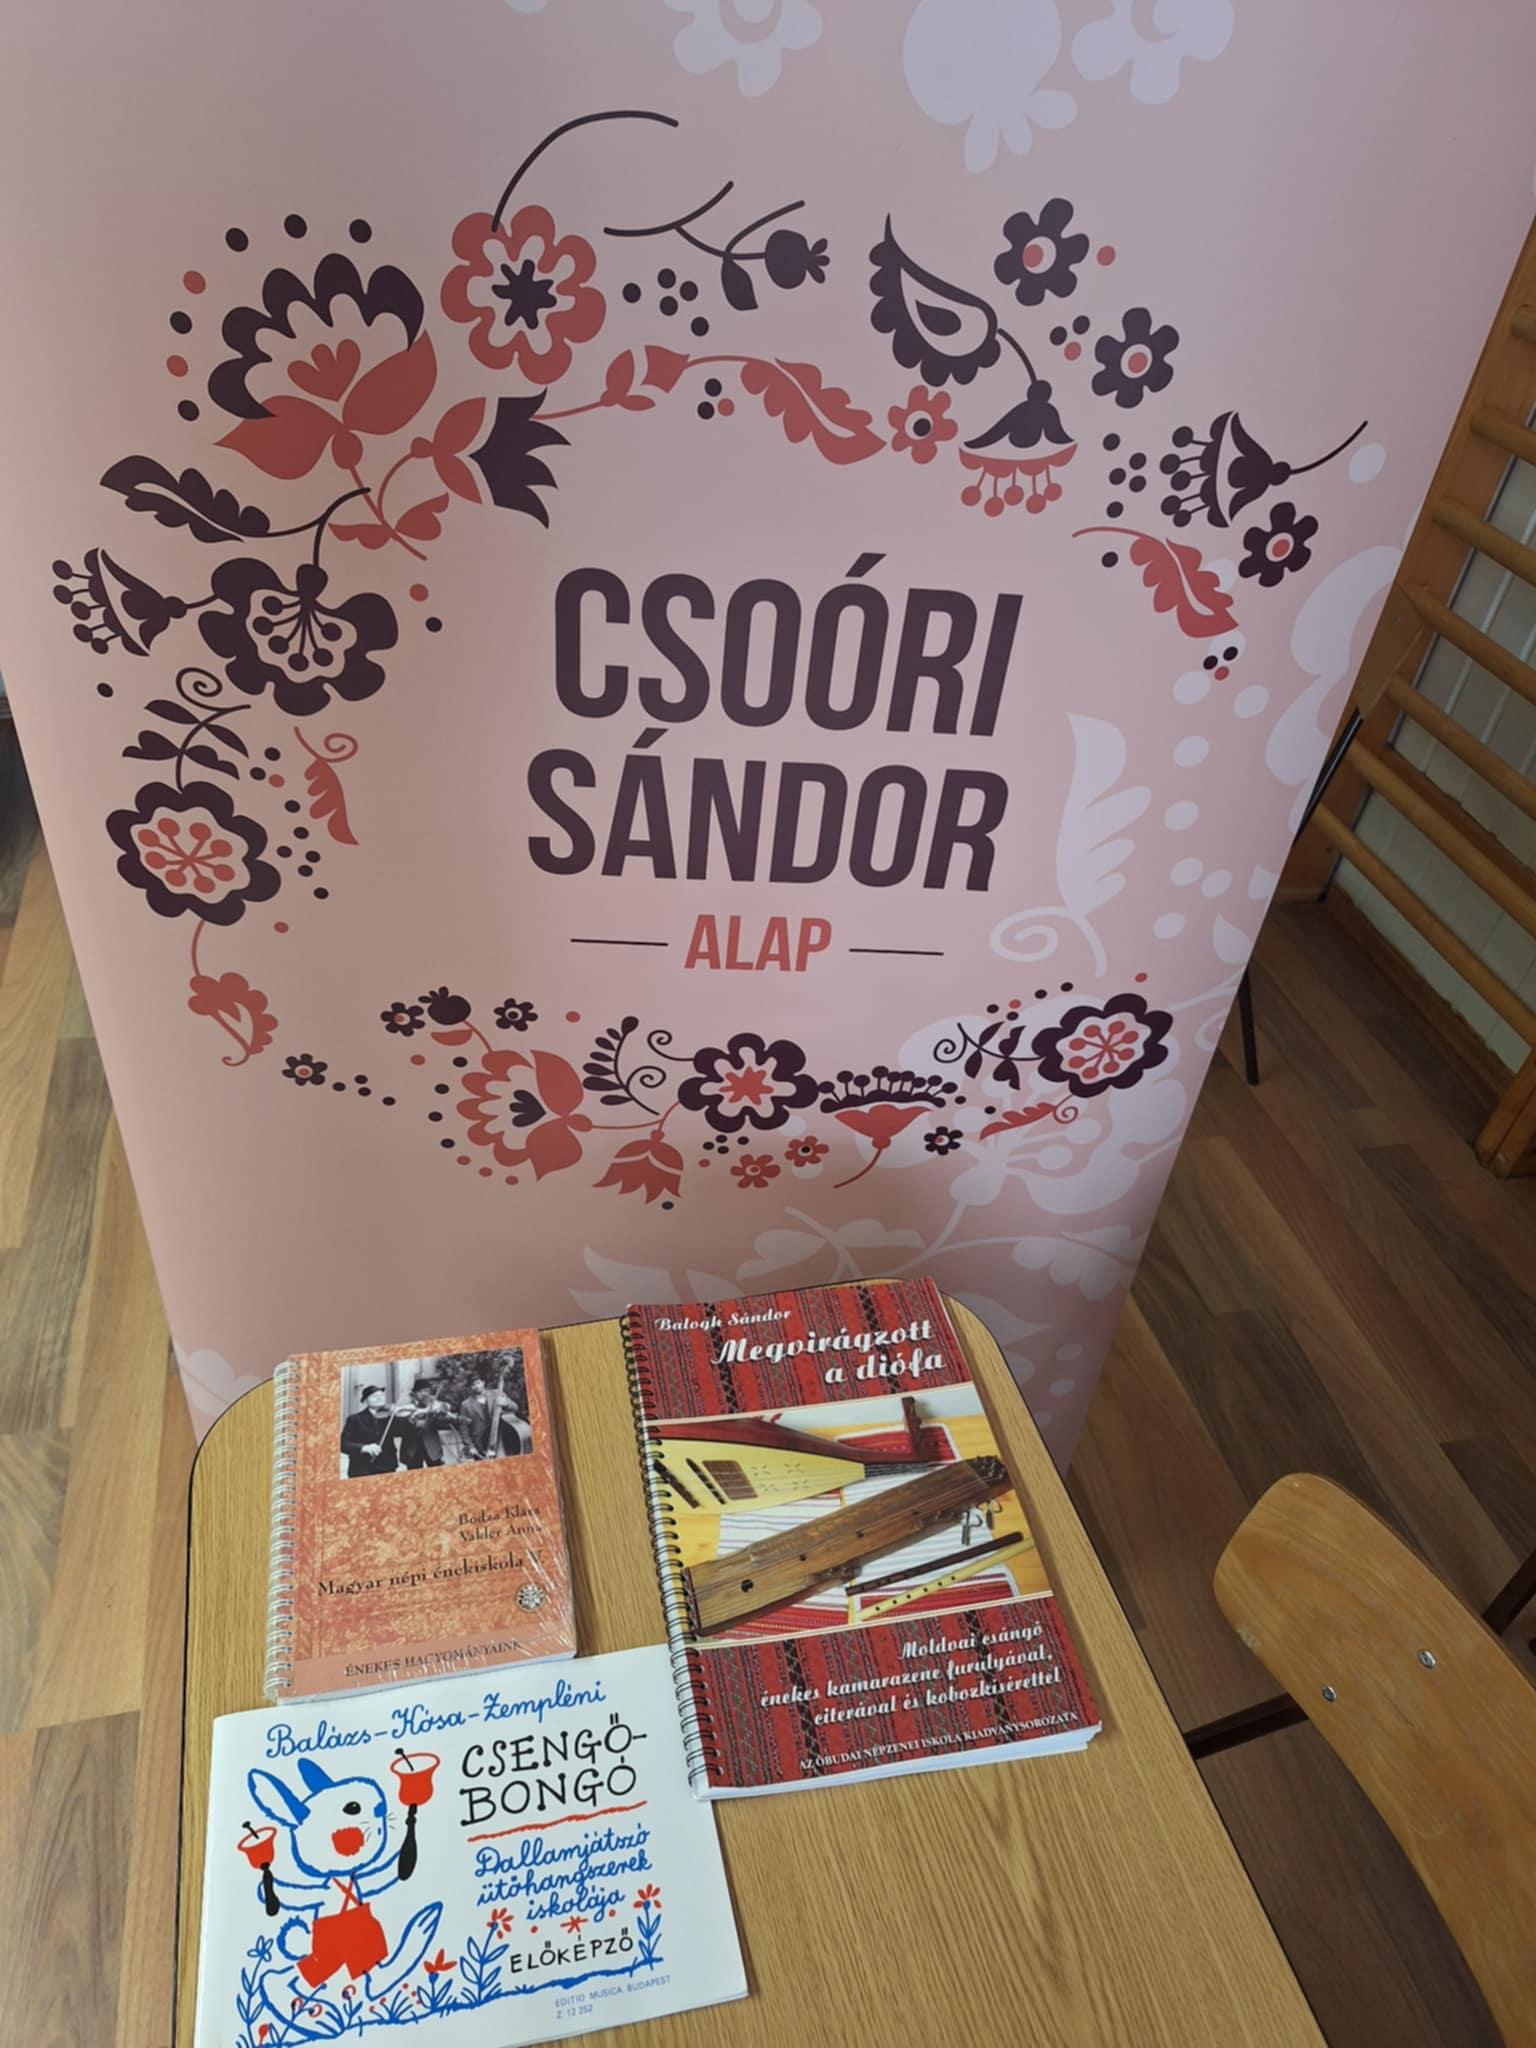 CSOÓRI
SÁNDOR
ALAP
Bodza Klára
Vakler Anna
Magyar népi énekiskola V.
ÉNEKES HAGYOMÁNYAINK
Balogh Sándor
Megvirágzott
a diófa
Moldvai csángó
énekes kamarazene furulyával,
citerával és kobozkísérettel
AZ ÓBUDAI NÉPZENEI ISKOLA KIADVÁNYSOROZATA
Balázs-Kósa-Zempléni
CSENGŐ-
BONGÓ
Dallamjátszó
ütőhangszerek
iskolája
ELŐKÉPZŐ
EDITIO MUSICA BUDAPEST
Z. 12 252